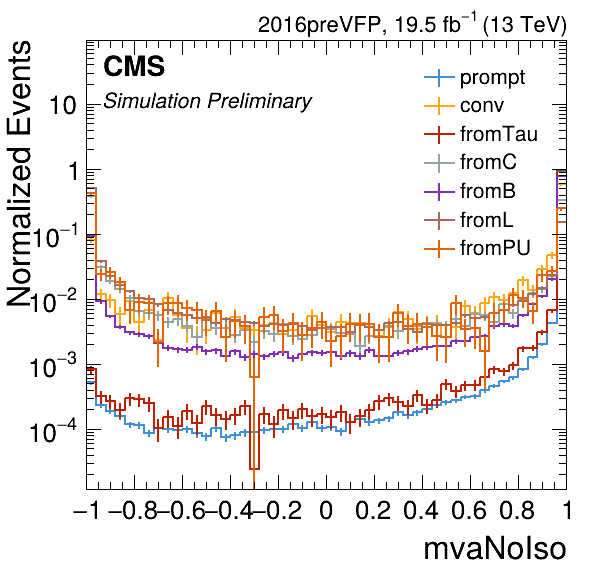 2016preVFP, 19.5 fb⁻¹ (13 TeV)
CMS
Simulation Preliminary
prompt
conv
fromTau
fromC
fromB
fromL
fromPU
Normalized Events
10
1
10⁻¹
10⁻²
10⁻³
10⁻⁴
−1 −0.8 −0.6 −0.4 −0.2 0 0.2 0.4 0.6 0.8 1
mvaNoIso